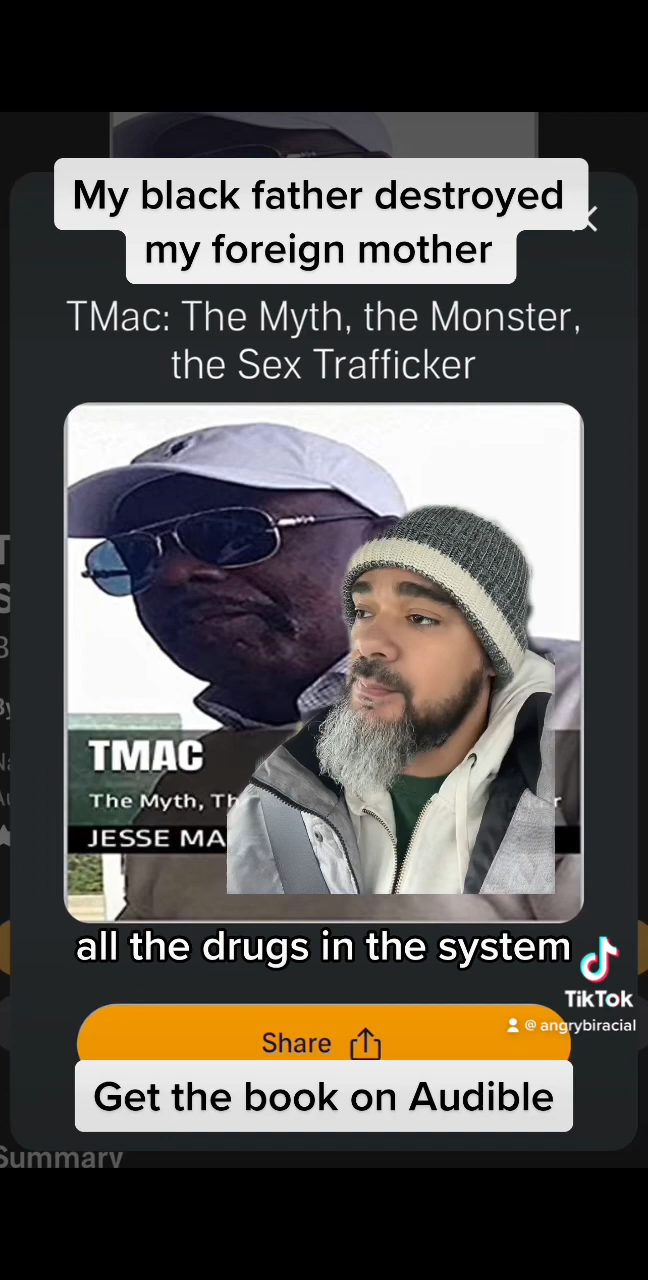 My black father destroyed
my foreign mother
TMac: The Myth, the Monster,
the Sex Trafficker
TMAC
The Myth, Th
r
JESSE MA
all the drugs in the system
TikTok
@ angrybiracial
Share
Get the book on Audible
Summary